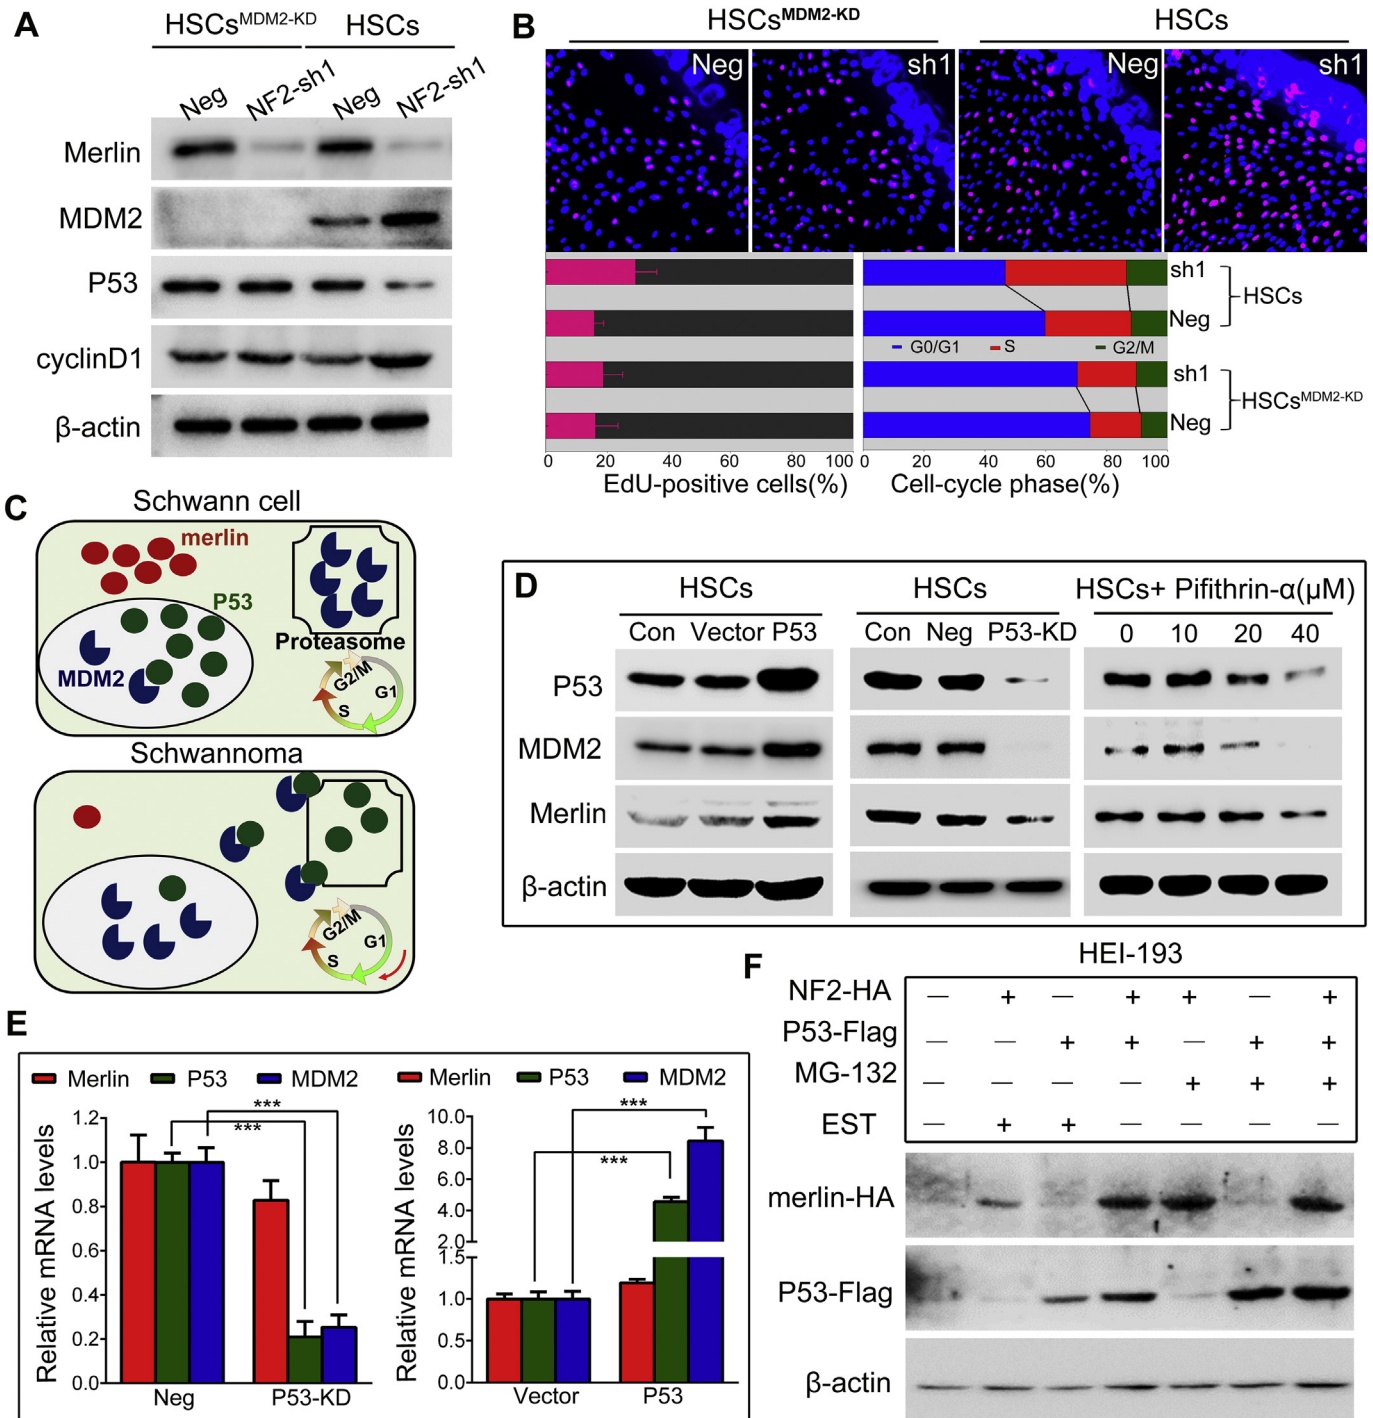 A
HSCsMDM2-KD HSCs
Neg NF2-sh1 Neg NF2-sh1
Merlin
MDM2
P53
cyclinD1
β-actin
B
HSCsMDM2-KD HSCs
Neg sh1 Neg sh1
sh1
HSCs
Neg
G0/G1 S G2/M
sh1
HSCsMDM2-KD
Neg
0 20 40 60 80 100
EdU-positive cells(%)
0 20 40 60 80 100
Cell-cycle phase(%)
C
Schwann cell
merlin
P53
MDM2
Proteasome
G2/M
G1
S
Schwannoma
G2/M
G1
S
D
HSCs HSCs HSCs+ Pifithrin-α(μM)
Con Vector P53 Con Neg P53-KD 0 10 20 40
P53
MDM2
Merlin
β-actin
E
Merlin P53 MDM2
***
***
Relative mRNA levels
1.2
1.0
0.8
0.6
0.4
0.2
0.0
Neg P53-KD
Merlin P53 MDM2
***
***
Relative mRNA levels
10.0
8.0
6.0
4.0
2.0
1.5
1.0
0.5
0.0
Vector P53
F
HEI-193
NF2-HA — + — + + — +
P53-Flag — — + + — + +
MG-132 — — — — + + +
EST — + + — — — —
merlin-HA
P53-Flag
β-actin